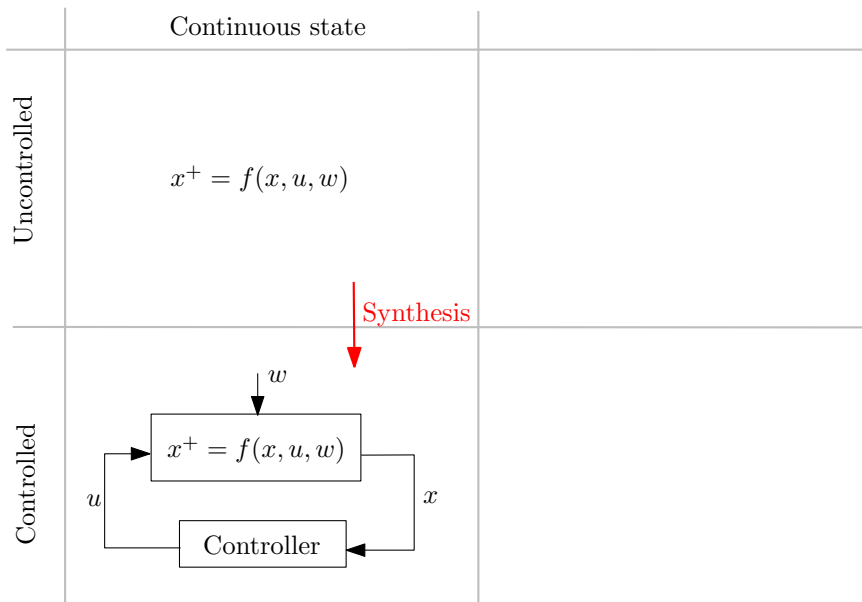 Continuous state
Uncontrolled
x⁺ = f(x, u, w)
Synthesis
Controlled
w
x⁺ = f(x, u, w)
u
x
Controller